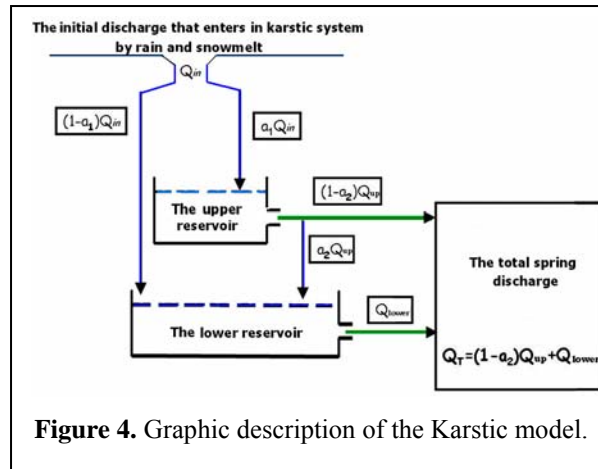 The initial discharge that enters in karstic system
by rain and snowmelt
Qin
(1-a1)Qin
a1Qin
The upper
reservoir
(1-a2)Qup
a2Qup
The lower reservoir
Qlower
The total spring
discharge
QT=(1-a2)Qup+Qlower
Figure 4. Graphic description of the Karstic model.